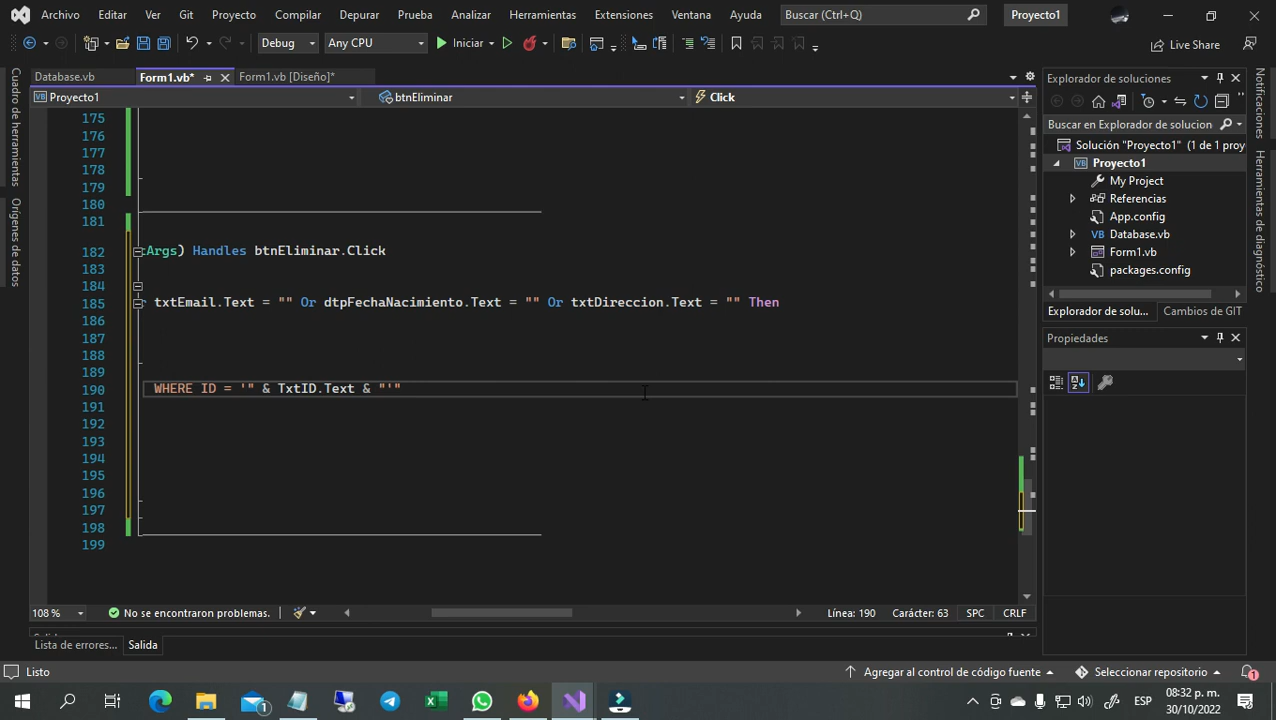 Archivo Editar Ver Git Proyecto Compilar Depurar Prueba Analizar Herramientas Extensiones Ventana Ayuda Buscar (Ctrl+Q) Proyecto1
Debug Any CPU Iniciar Live Share
Database.vb Form1.vb* Form1.vb [Diseño]*
Proyecto1 btnEliminar Click
175
176
177
178
179
180
181
182 :Args) Handles btnEliminar.Click
183
184
185 txtEmail.Text = "" Or dtpFechaNacimiento.Text = "" Or txtDireccion.Text = "" Then
186
187
188
189
190 WHERE ID = '" & TxtID.Text & "'"
191
192
193
194
195
196
197
198
199
108 % No se encontraron problemas. Línea: 190 Carácter: 63 SPC CRLF
Lista de errores... Salida
Listo Agregar al control de código fuente Seleccionar repositorio 1
Cuadro de herramientas
Orígenes de datos
Explorador de soluciones
Buscar en Explorador de solucion
Solución "Proyecto1" (1 de 1 proy
VB Proyecto1
My Project
Referencias
App.config
VB Database.vb
Form1.vb
packages.config
Explorador de solu... Cambios de GIT
Propiedades
Notificaciones
Herramientas de diagnóstico
1
ESP
08:32 p. m.
30/10/2022